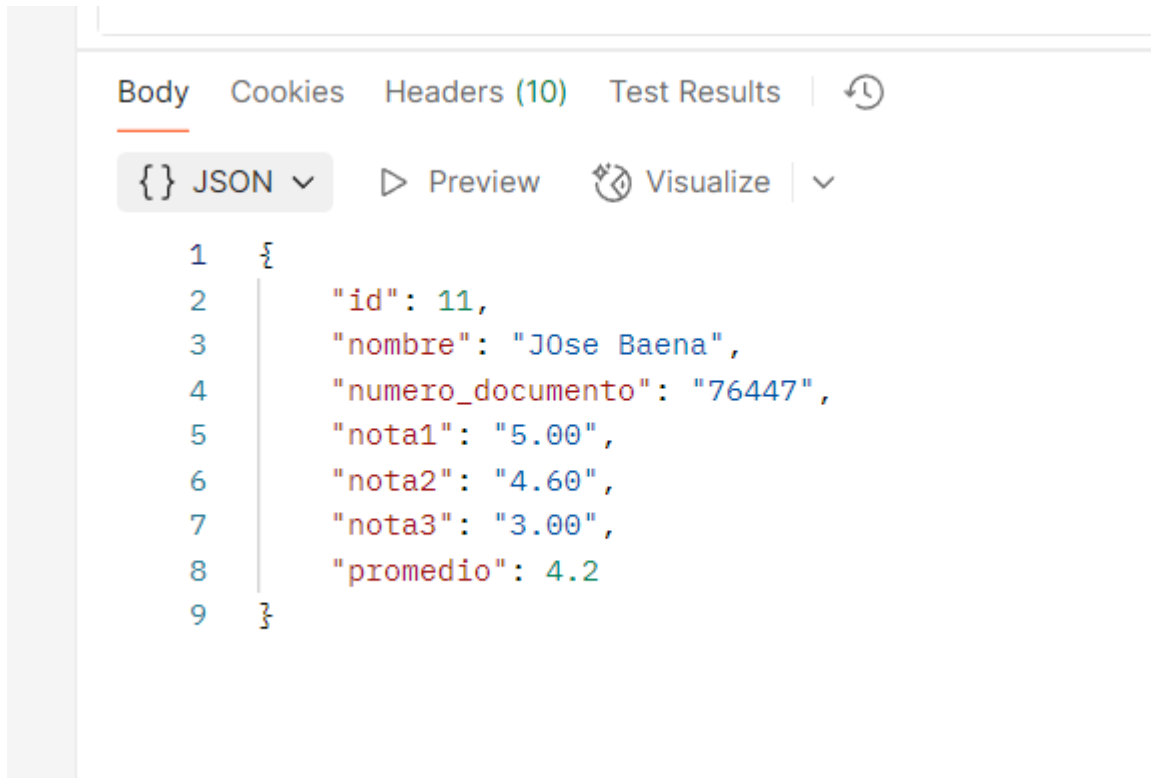 Body Cookies Headers (10) Test Results
{} JSON Preview Visualize
1 {
2 "id": 11,
3 "nombre": "JOse Baena",
4 "numero_documento": "76447",
5 "nota1": "5.00",
6 "nota2": "4.60",
7 "nota3": "3.00",
8 "promedio": 4.2
9 }